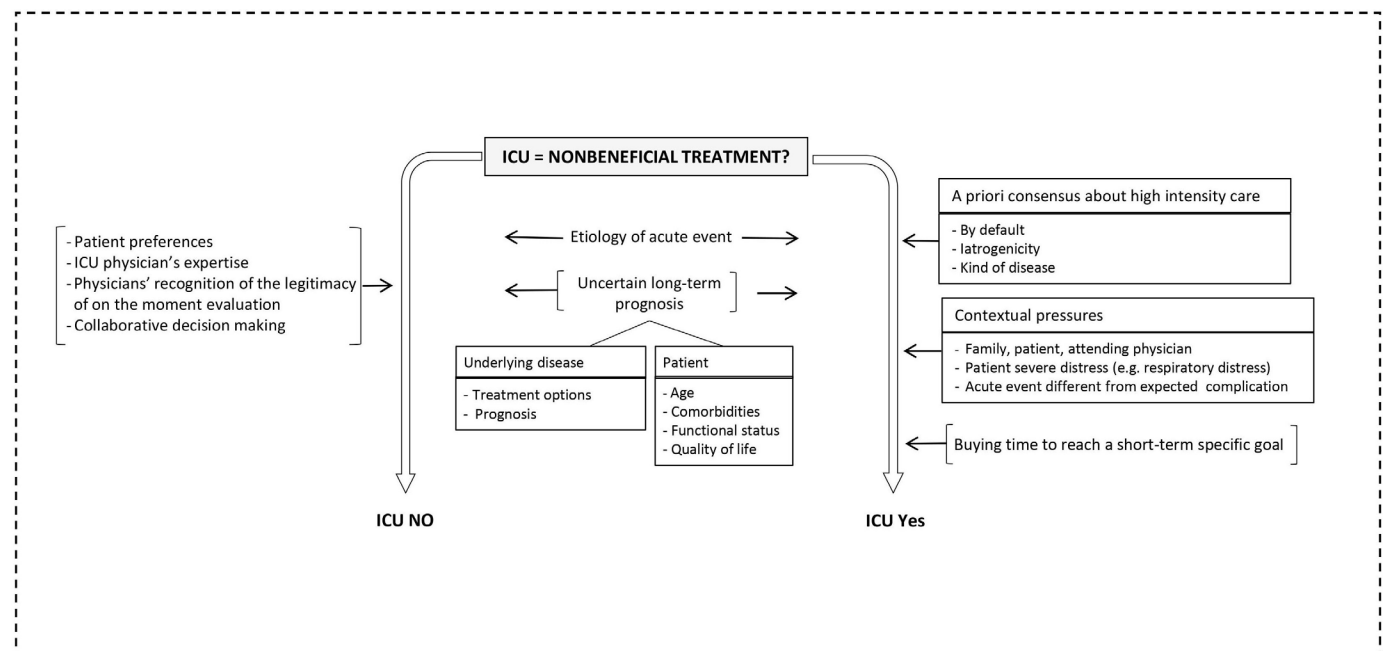 ICU = NONBENEFICIAL TREATMENT?
- Patient preferences
- ICU physician's expertise
- Physicians' recognition of the legitimacy
of on the moment evaluation
- Collaborative decision making
Etiology of acute event
Uncertain long-term
prognosis
Underlying disease
- Treatment options
- Prognosis
Patient
- Age
- Comorbidities
- Functional status
- Quality of life
A priori consensus about high intensity care
- By default
- Iatrogenicity
- Kind of disease
Contextual pressures
- Family, patient, attending physician
- Patient severe distress (e.g. respiratory distress)
- Acute event different from expected complication
Buying time to reach a short-term specific goal
ICU NO
ICU Yes